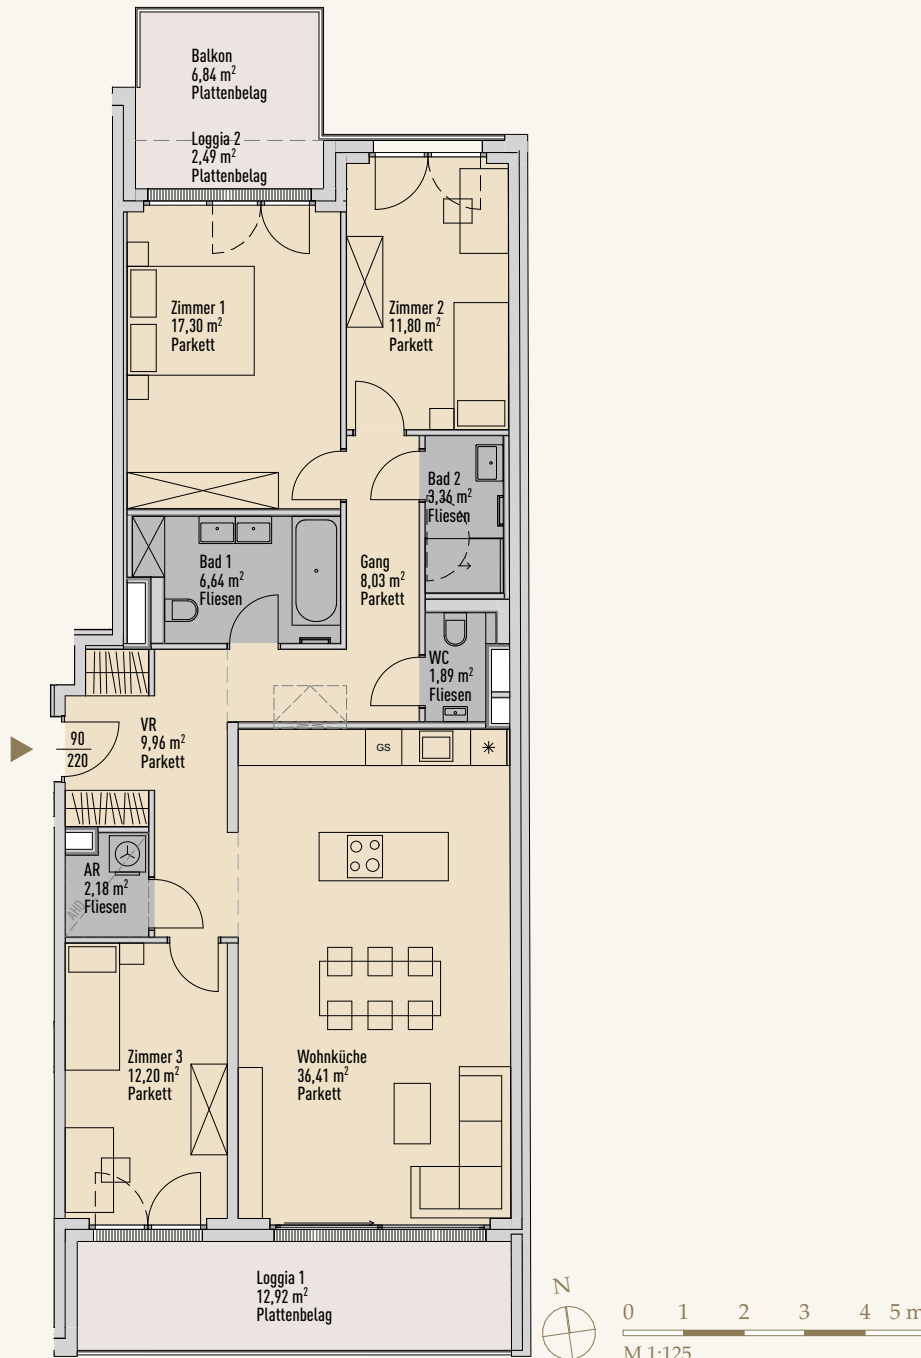 Balkon
6,84 m²
Plattenbelag
Loggia 2
2,49 m²
Plattenbelag
Zimmer 1
17,30 m²
Parkett
Zimmer 2
11,80 m²
Parkett
Bad 2
3,36 m²
Fliesen
Bad 1
6,64 m²
Fliesen
Gang
8,03 m²
Parkett
WC
1,89 m²
Fliesen
VR
9,96 m²
Parkett
90
220
GS
AR
2,18 m²
Fliesen
AHD
Zimmer 3
12,20 m²
Parkett
Wohnküche
36,41 m²
Parkett
Loggia 1
12,92 m²
Plattenbelag
N
0 1 2 3 4 5 m
M 1:125